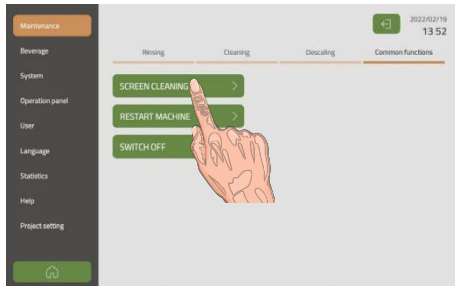 Maintenance
Beverage
System
Operation panel
User
Language
Statistics
Help
Project setting
2022/02/19
13 52
Rinsing
Cleaning
Descaling
Common functions
SCREEN CLEANING
RESTART MACHINE
SWITCH OFF